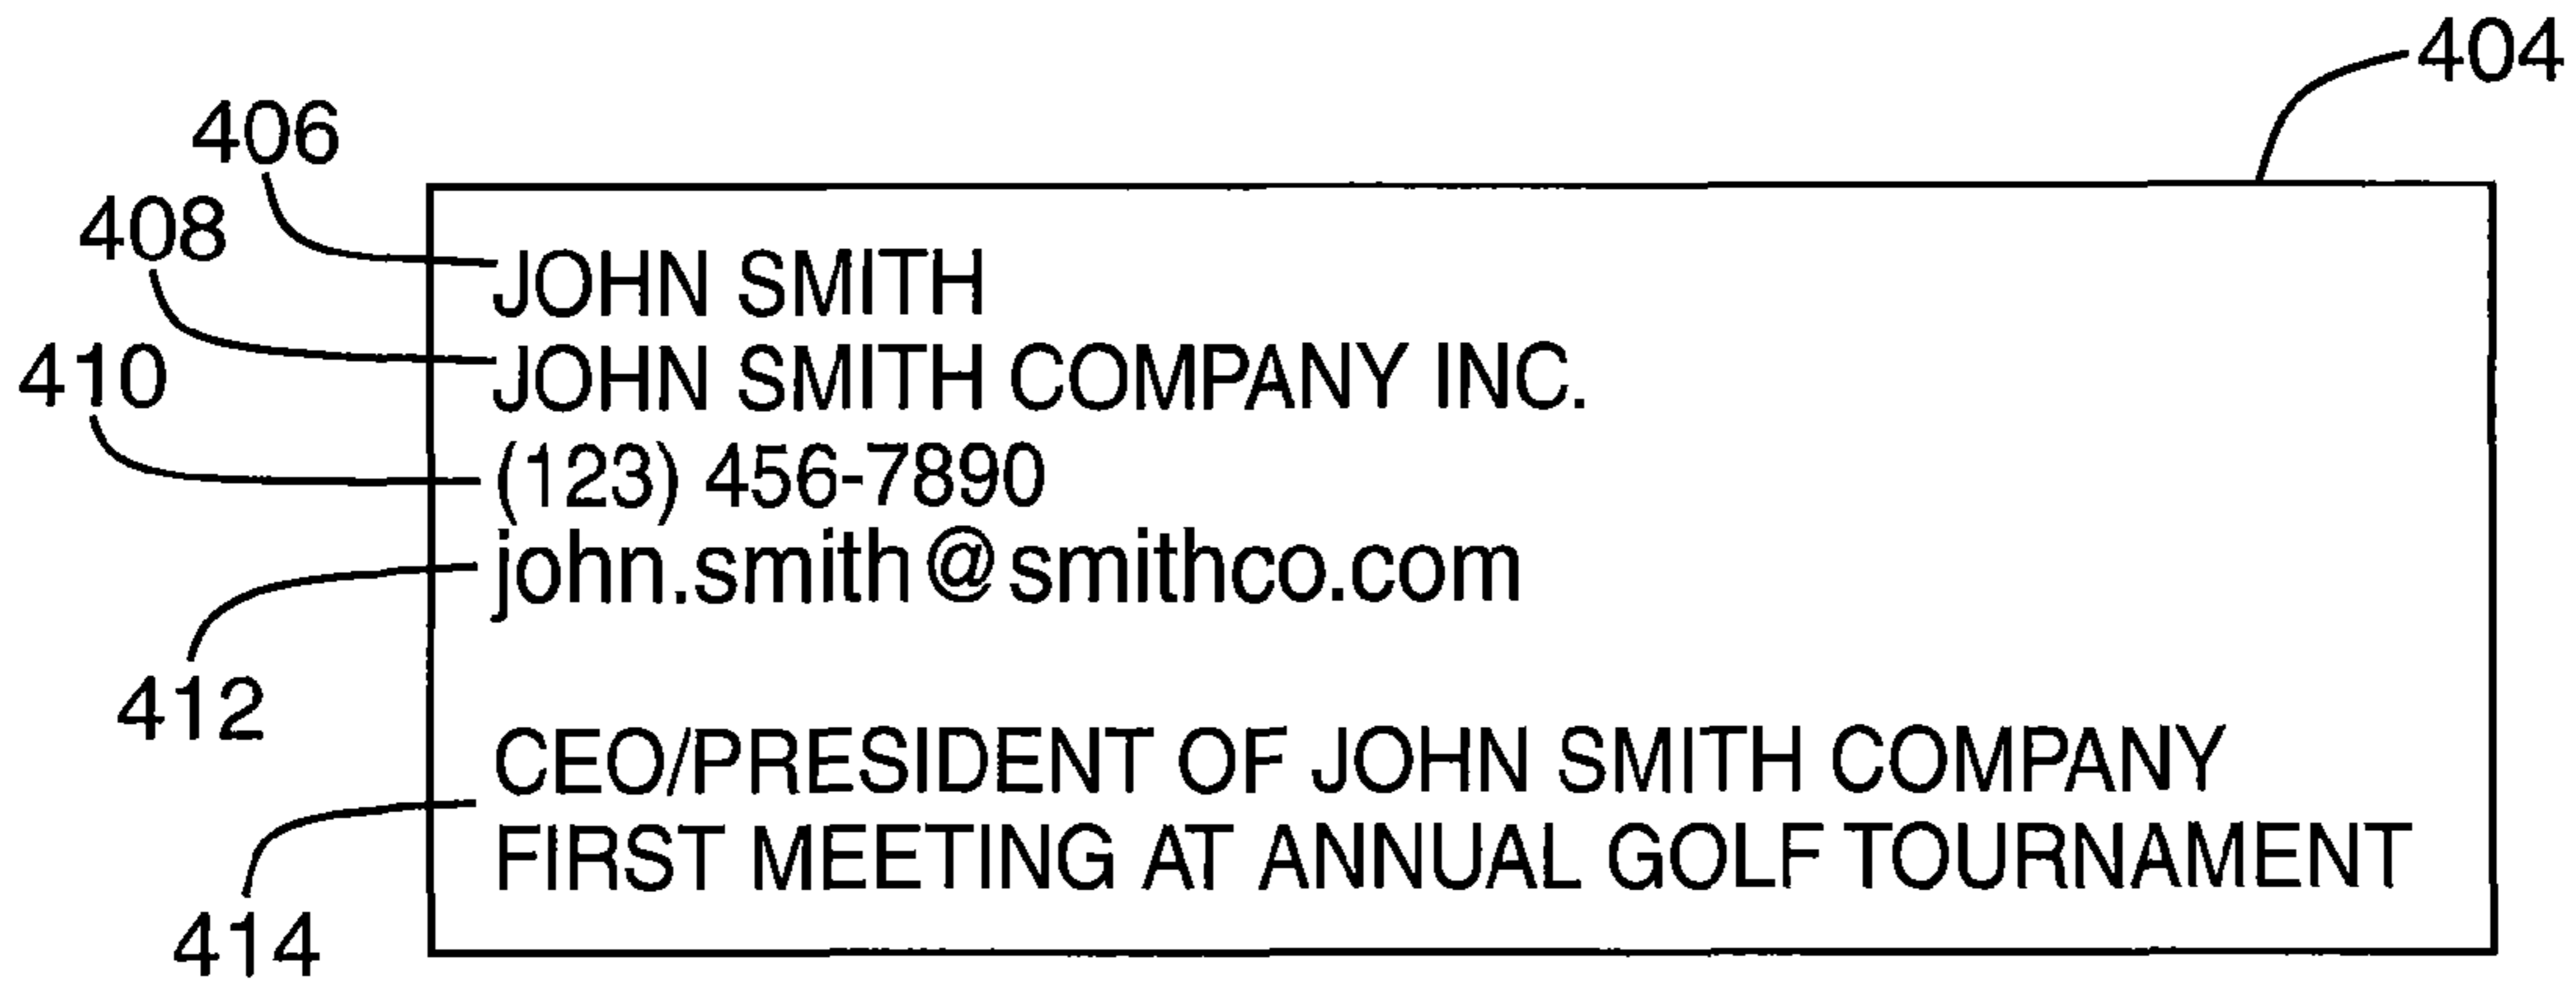 404
406
408
JOHN SMITH
JOHN SMITH COMPANY INC.
410
(123) 456-7890
john.smith@smithco.com
412
CEO/PRESIDENT OF JOHN SMITH COMPANY
FIRST MEETING AT ANNUAL GOLF TOURNAMENT
414